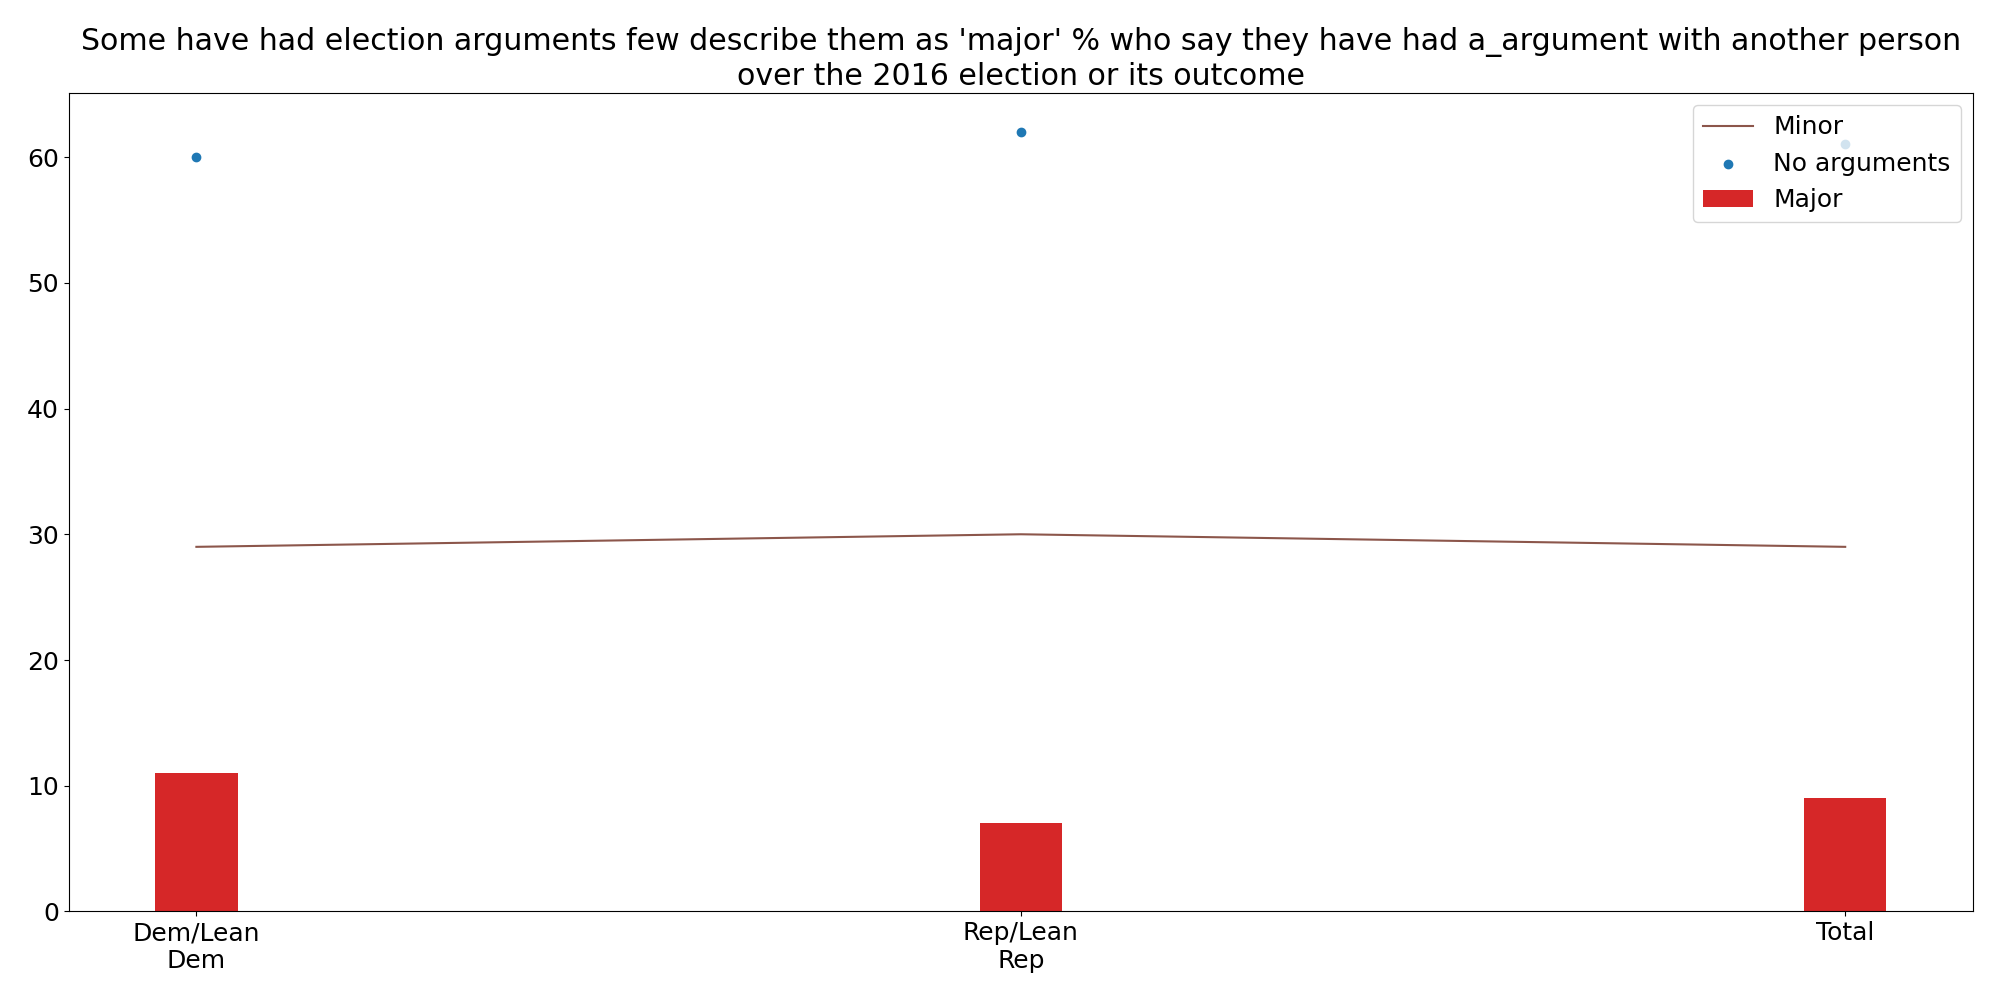 Some have had election arguments few describe them as 'major' % who say they have had a_argument with another person
over the 2016 election or its outcome
Minor
No arguments
Major
60
50
40
30
20
10
0
Dem/Lean
Dem
Rep/Lean
Rep
Total